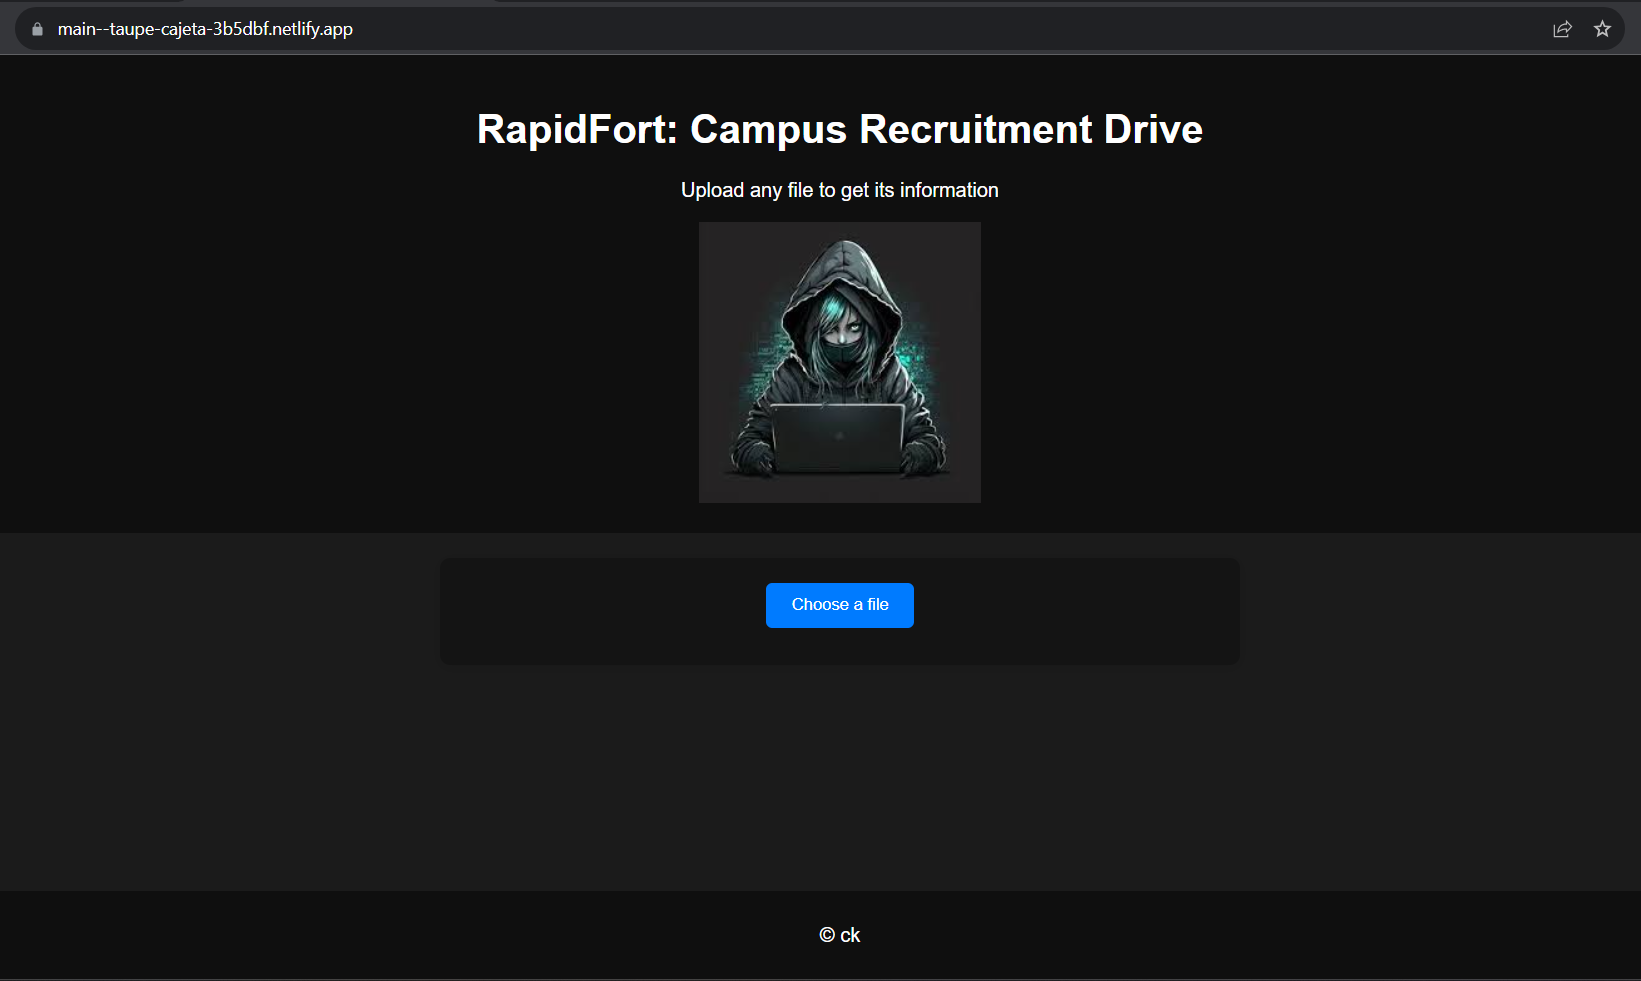 main--taupe-cajeta-3b5dbf.netlify.app
RapidFort: Campus Recruitment Drive
Upload any file to get its information
Choose a file
© ck